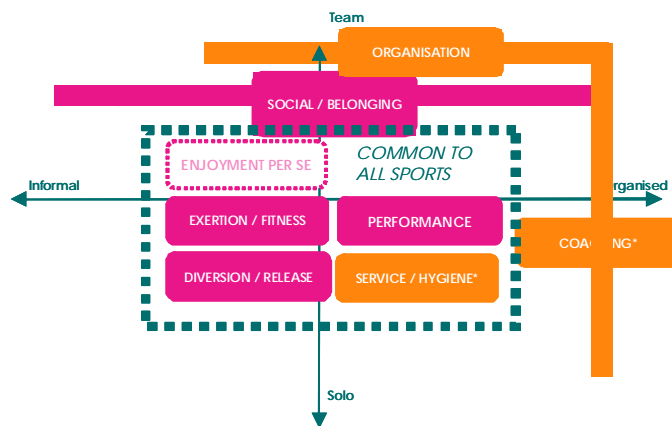 Team
ORGANISATION
SOCIAL / BELONGING
ENJOYMENT PER SE
COMMON TO
ALL SPORTS
Informal
rganised
EXERTION / FITNESS
PERFORMANCE
COACHING*
DIVERSION / RELEASE
SERVICE / HYGIENE*
Solo